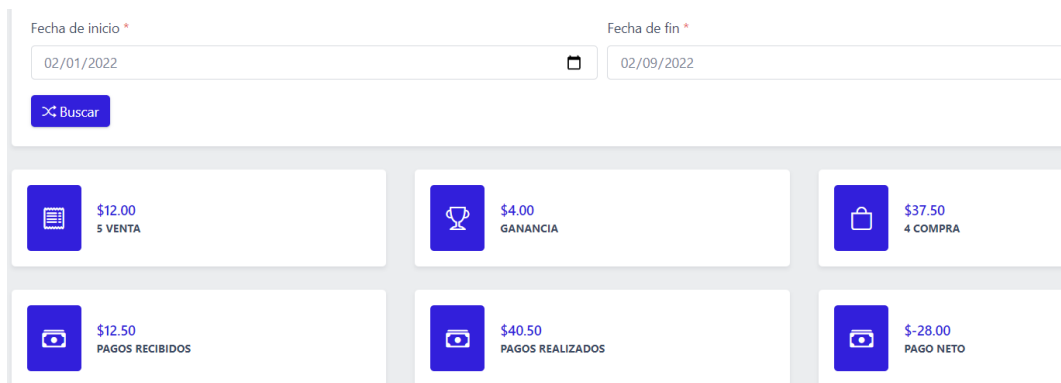 Fecha de inicio *
Fecha de fin *
02/01/2022
02/09/2022
Buscar
$12.00
5 VENTA
$4.00
GANANCIA
$37.50
4 COMPRA
$12.50
PAGOS RECIBIDOS
$40.50
PAGOS REALIZADOS
$-28.00
PAGO NETO